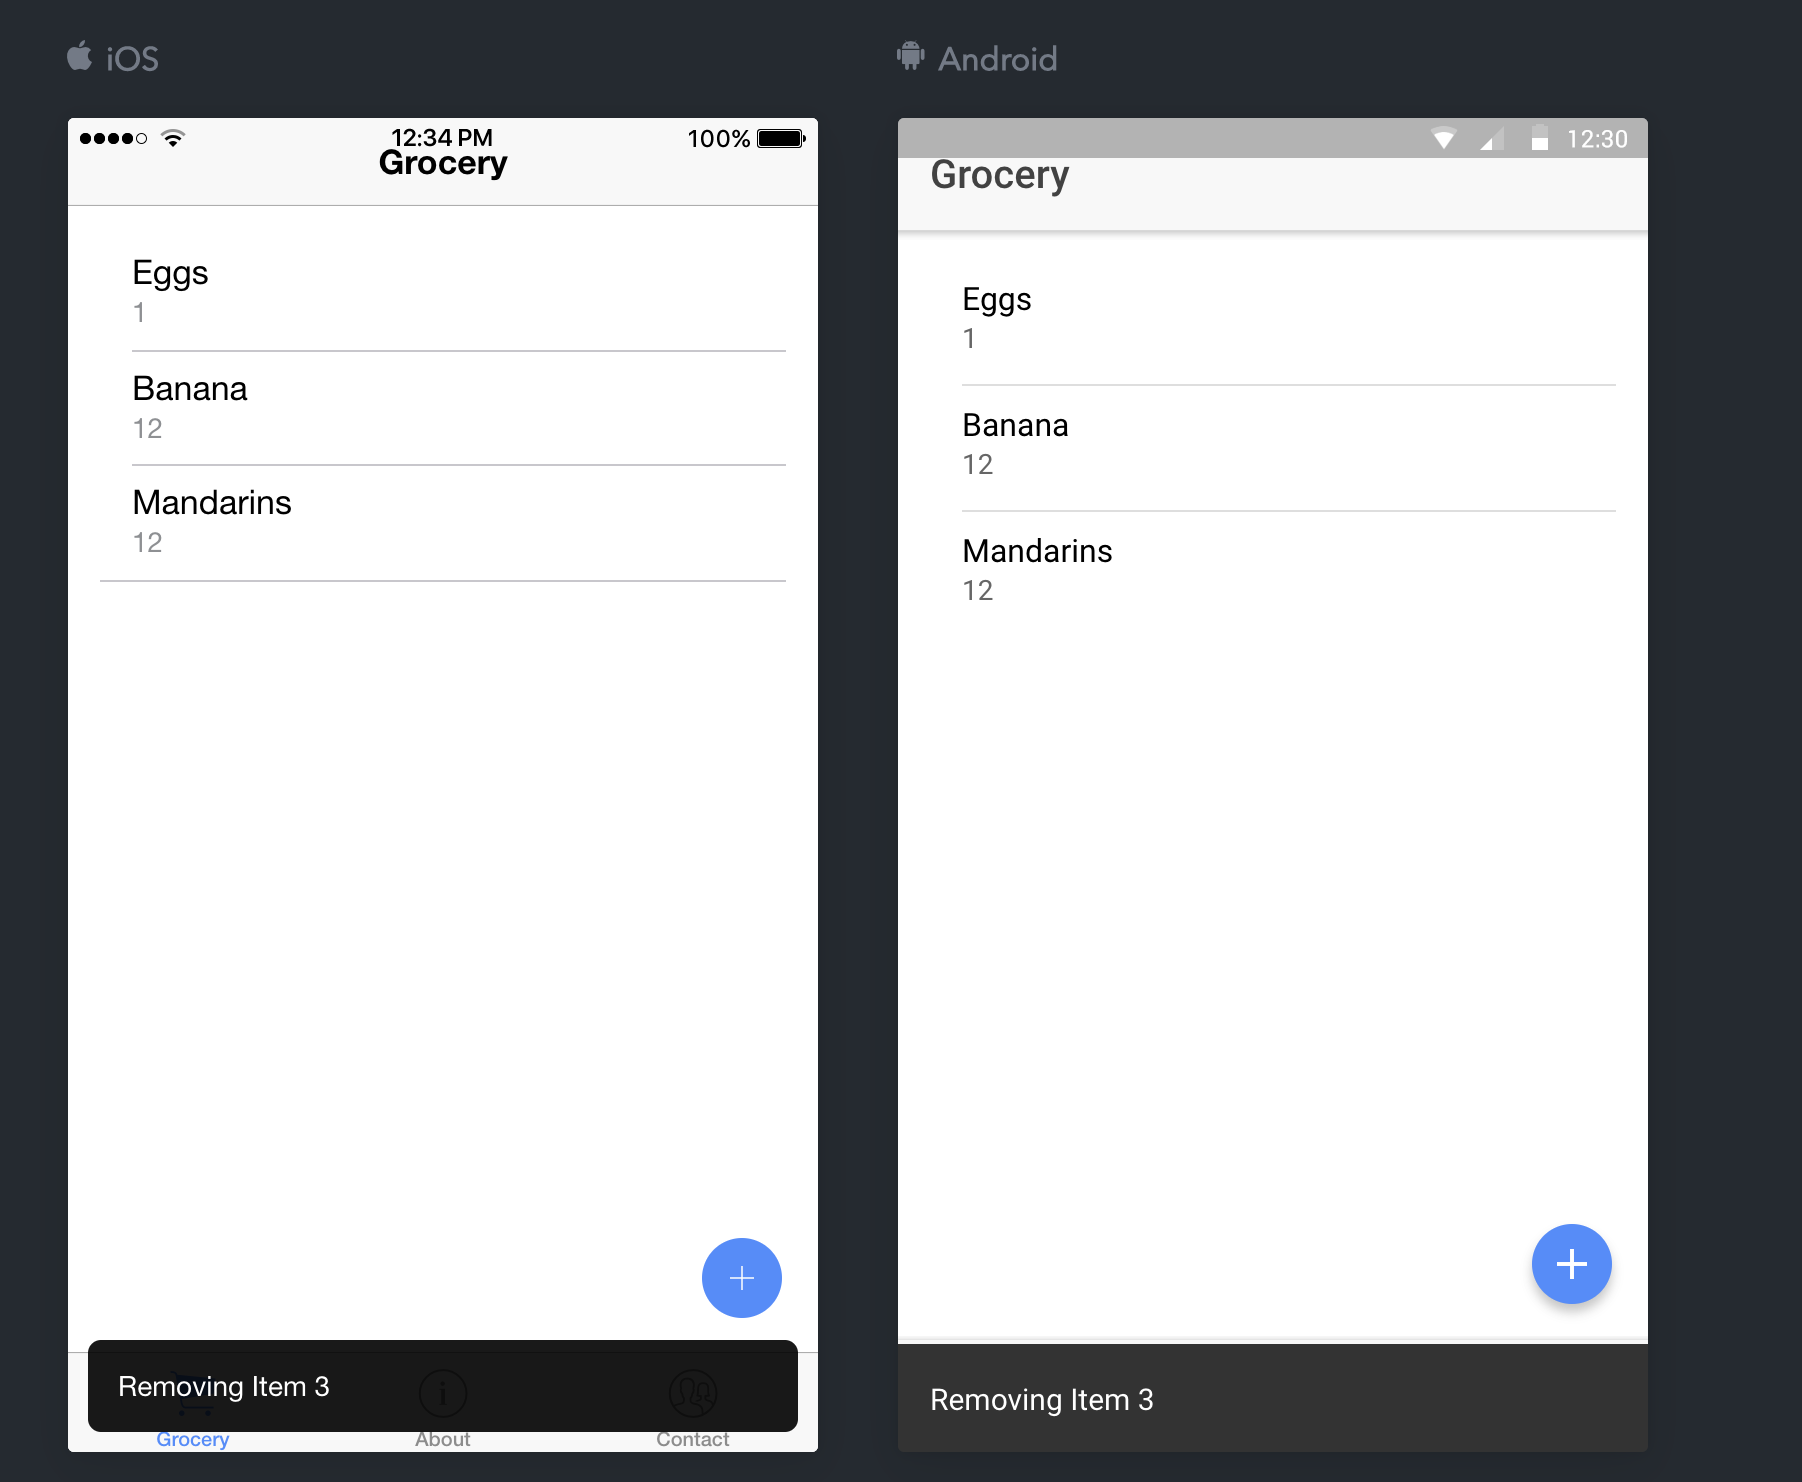 iOS
12:34 PM
100%
Grocery
Eggs
1
Banana
12
Mandarins
12
Removing Item 3
Grocery
About
Contact
Android
12:30
Grocery
Eggs
1
Banana
12
Mandarins
12
Removing Item 3